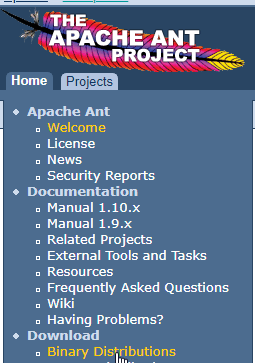 THE
APACHE ANT
PROJECT
Home Projects
Apache Ant
Welcome
License
News
Security Reports
Documentation
Manual 1.10.x
Manual 1.9.x
Related Projects
External Tools and Tasks
Resources
Frequently Asked Questions
Wiki
Having Problems?
Download
Binary Distributions